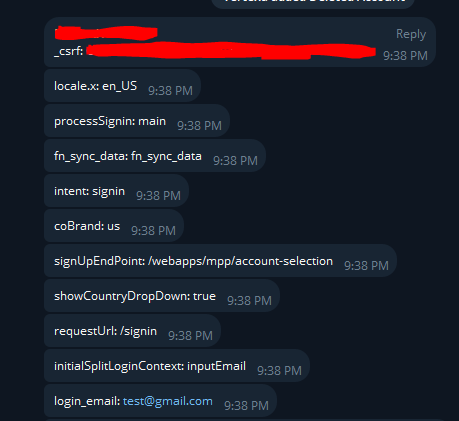 Reply
_csrf: 9:38 PM
locale.x: en_US 9:38 PM
processSignin: main 9:38 PM
fn_sync_data: fn_sync_data 9:38 PM
intent: signin 9:38 PM
coBrand: us 9:38 PM
signUpEndPoint: /webapps/mpp/account-selection 9:38 PM
showCountryDropDown: true 9:38 PM
requestUrl: /signin 9:38 PM
initialSplitLoginContext: inputEmail 9:38 PM
login_email: test@gmail.com 9:38 PM